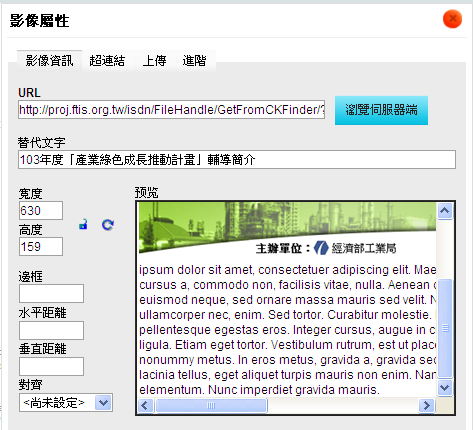 影像屬性
影像資訊 超連結 上傳 進階
URL
http://proj.ftis.org.tw/isdn/FileHandle/GetFromCKFinder/?
瀏覽伺服器端
替代文字
103年度「產業綠色成長推動計畫」輔導簡介
寬度
630
高度
159
邊框
水平距離
垂直距離
對齊
<尚未設定>
预览
主辦單位： 經濟部工業局
ipsum dolor sit amet, consectetuer adipiscing elit. Mae
cursus a, commodo non, facilisis vitae, nulla. Aenean d
euismod neque, sed ornare massa mauris sed velit. N
ullamcorper nec, enim. Sed tortor. Curabitur molestie.
pellentesque egestas eros. Integer cursus, augue in c
ligula. Etiam eget tortor. Vestibulum rutrum, est ut place
nonummy metus. In eros metus, gravida a, gravida sed
lacinia tellus, eget aliquet turpis mauris non enim. Nam
elementum. Nunc imperdiet gravida mauris.